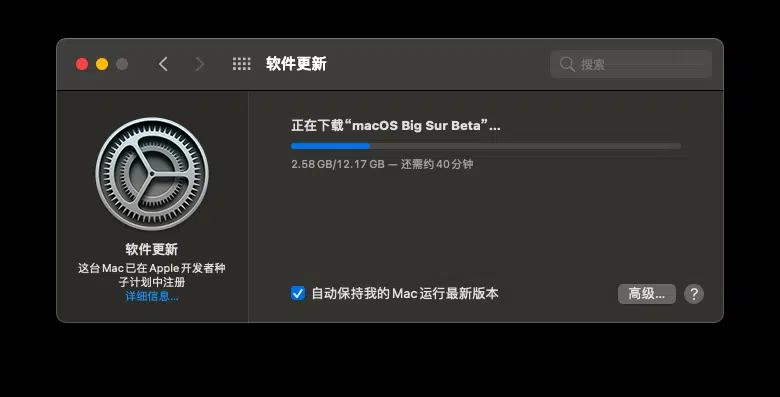 软件更新
搜索
正在下载“macOS Big Sur Beta”...
2.58 GB/12.17 GB — 还需约40分钟
软件更新
这台Mac已在Apple开发者种
子计划中注册
详细信息...
自动保持我的Mac运行最新版本
高级...
?